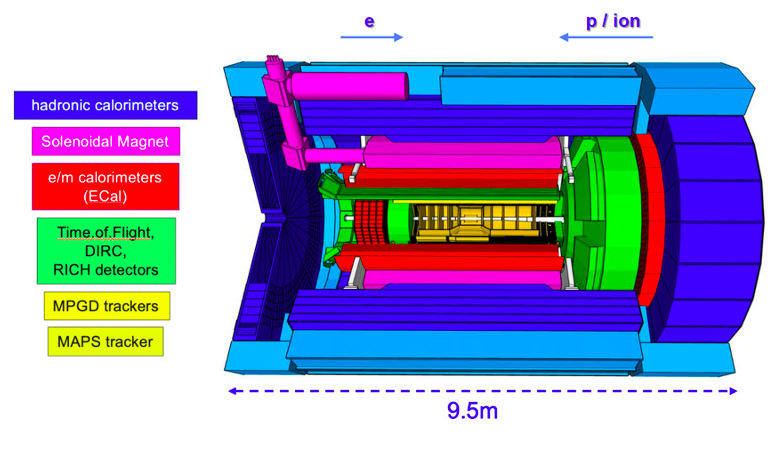 e
p / ion
hadronic calorimeters
Solenoidal Magnet
e/m calorimeters
(ECal)
Time.of.Flight,
DIRC,
RICH detectors
MPGD trackers
MAPS tracker
9.5m